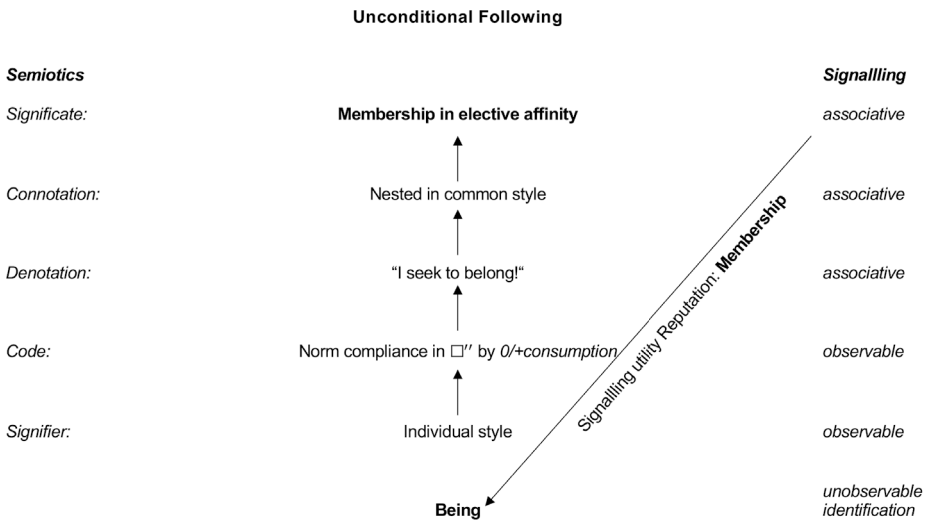 Unconditional Following
Semiotics Signallling
Significate: Membership in elective affinity associative
Connotation: Nested in common style associative
Denotation: “I seek to belong!“ associative
Signallling utility Reputation: Membership
Code: Norm compliance in □′′ by 0/+consumption observable
Signifier: Individual style observable
Being unobservable
identification